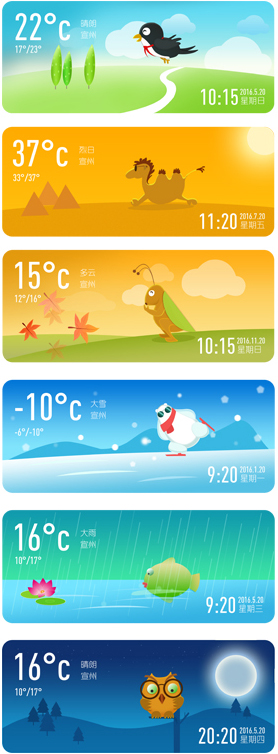 22°c 晴朗
宣州
17°/23°
10:15 2016.5.20
星期日
37°c 烈日
宣州
33°/37°
11:20 2016.7.20
星期五
15°c 多云
宣州
12°/16°
10:15 2016.11.20
星期日
-10°c 大雪
宣州
-6°/-10°
9:20 2016.1.20
星期一
16°c 大雨
宣州
10°/17°
9:20 2016.5.20
星期三
16°c 晴朗
宣州
10°/17°
20:20 2016.5.20
星期四